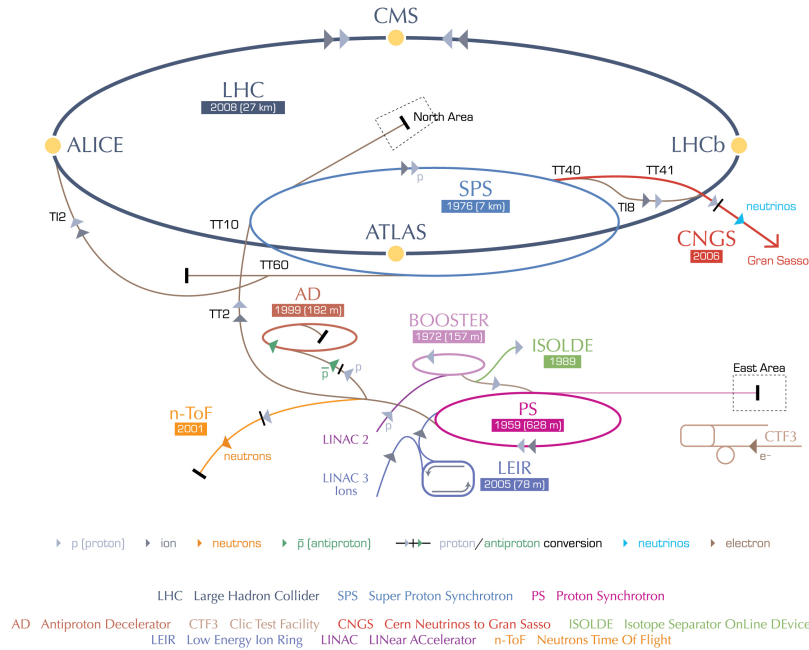 CMS
LHC
2008 (27 km)
North Area
ALICE
LHCb
TT40
TT41
p
SPS
1976 (7 km)
TI2
TI8
neutrinos
TT10
ATLAS
CNGS
2006
Gran Sasso
TT60
AD
1999 (182 m)
TT2
BOOSTER
1972 (157 m)
ISOLDE
1989
p̅
p
East Area
n-ToF
2001
PS
1959 (628 m)
p
LINAC 2
CTF3
neutrons
e-
LEIR
2005 (78 m)
LINAC 3
Ions
p (proton) ion neutrons p̅ (antiproton) proton/antiproton conversion neutrinos electron
LHC Large Hadron Collider SPS Super Proton Synchrotron PS Proton Synchrotron
AD Antiproton Decelerator CTF3 Clic Test Facility CNGS Cern Neutrinos to Gran Sasso ISOLDE Isotope Separator OnLine DEvice
LEIR Low Energy Ion Ring LINAC LINear ACcelerator n-ToF Neutrons Time Of Flight